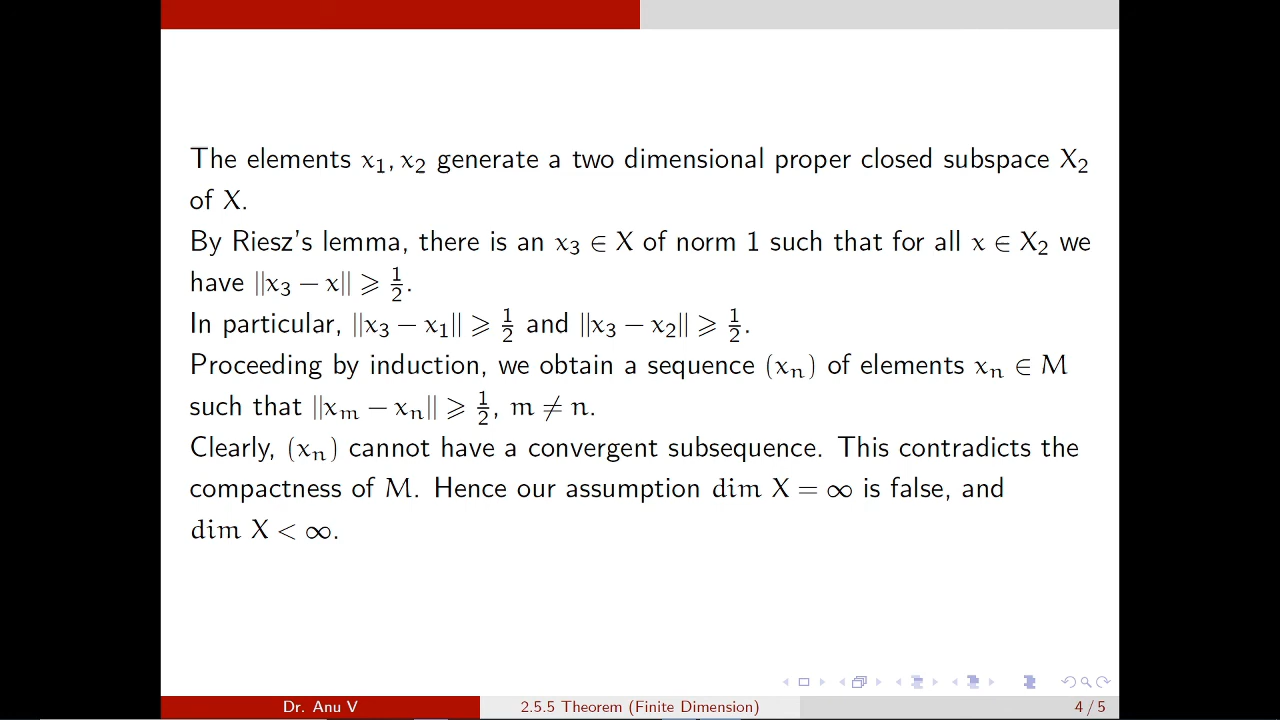 The elements x₁, x₂ generate a two dimensional proper closed subspace X₂
of X.
By Riesz's lemma, there is an x₃ ∈ X of norm 1 such that for all x ∈ X₂ we
have ||x₃ − x|| ⩾ 1/2.
In particular, ||x₃ − x₁|| ⩾ 1/2 and ||x₃ − x₂|| ⩾ 1/2.
Proceeding by induction, we obtain a sequence (xₙ) of elements xₙ ∈ M
such that ||xₘ − xₙ|| ⩾ 1/2, m ≠ n.
Clearly, (xₙ) cannot have a convergent subsequence. This contradicts the
compactness of M. Hence our assumption dim X = ∞ is false, and
dim X < ∞.
Dr. Anu V
2.5.5 Theorem (Finite Dimension)
4 / 5